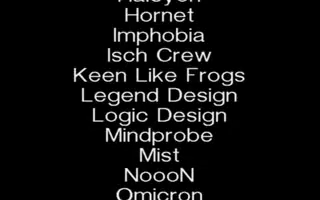 Halcyon
Hornet
Imphobia
Isch Crew
Keen Like Frogs
Legend Design
Logic Design
Mindprobe
Mist
NoooN
Omicron